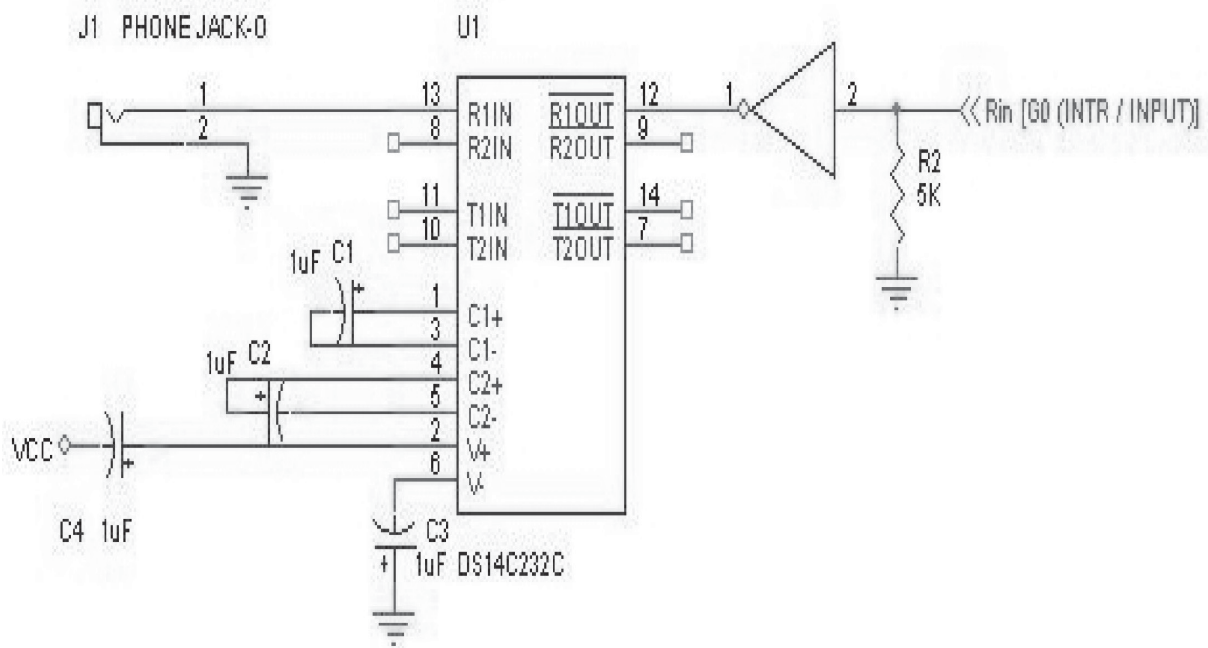 J1 PHONE JACK-0
U1
1
2
13
8
11
10
R1IN
R2IN
T1IN
T2IN
R1OUT
R2OUT
T1OUT
T2OUT
12
9
14
7
1
2
Rin [G0 (INTR / INPUT)]
R2
5K
1uF C1
+
1
3
C1+
C1-
1uF C2
+
4
5
C2+
C2-
VCC
+
2
6
V+
V-
C4 1uF
C3
+
1uF DS14C232C